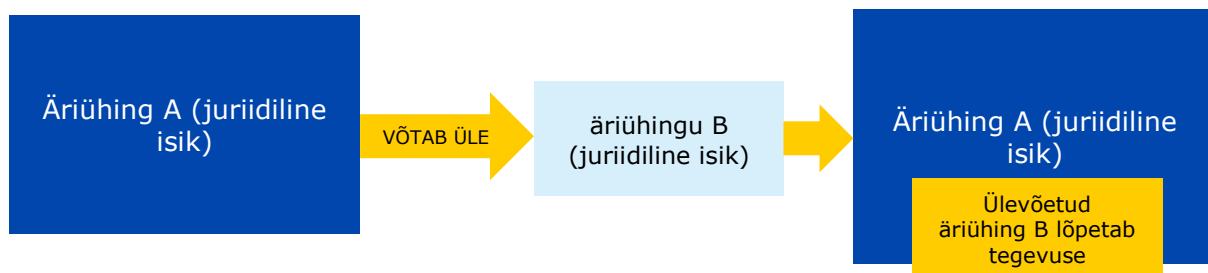 Äriühing A (juriidiline
isik)
VÕTAB ÜLE
äriühingu B
(juriidiline isik)
Äriühing A (juriidiline
isik)
Ülevõetud
äriühing B lõpetab
tegevuse